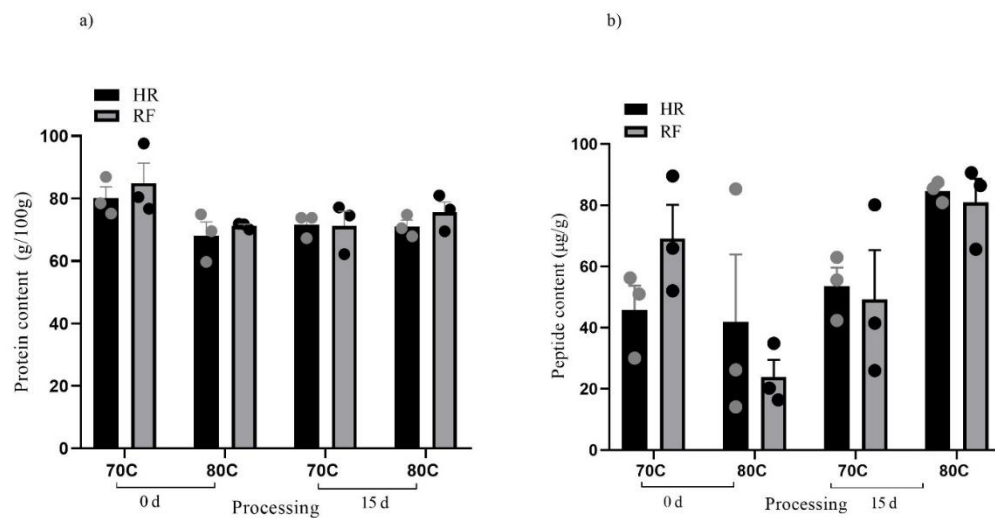 a)
HR
RF
100
80
60
40
20
0
Protein content (g/100g)
70C 80C 70C 80C
0 d 15 d
Processing
b)
HR
RF
100
80
60
40
20
0
Peptide content (µg/g)
70C 80C 70C 80C
0 d 15 d
Processing